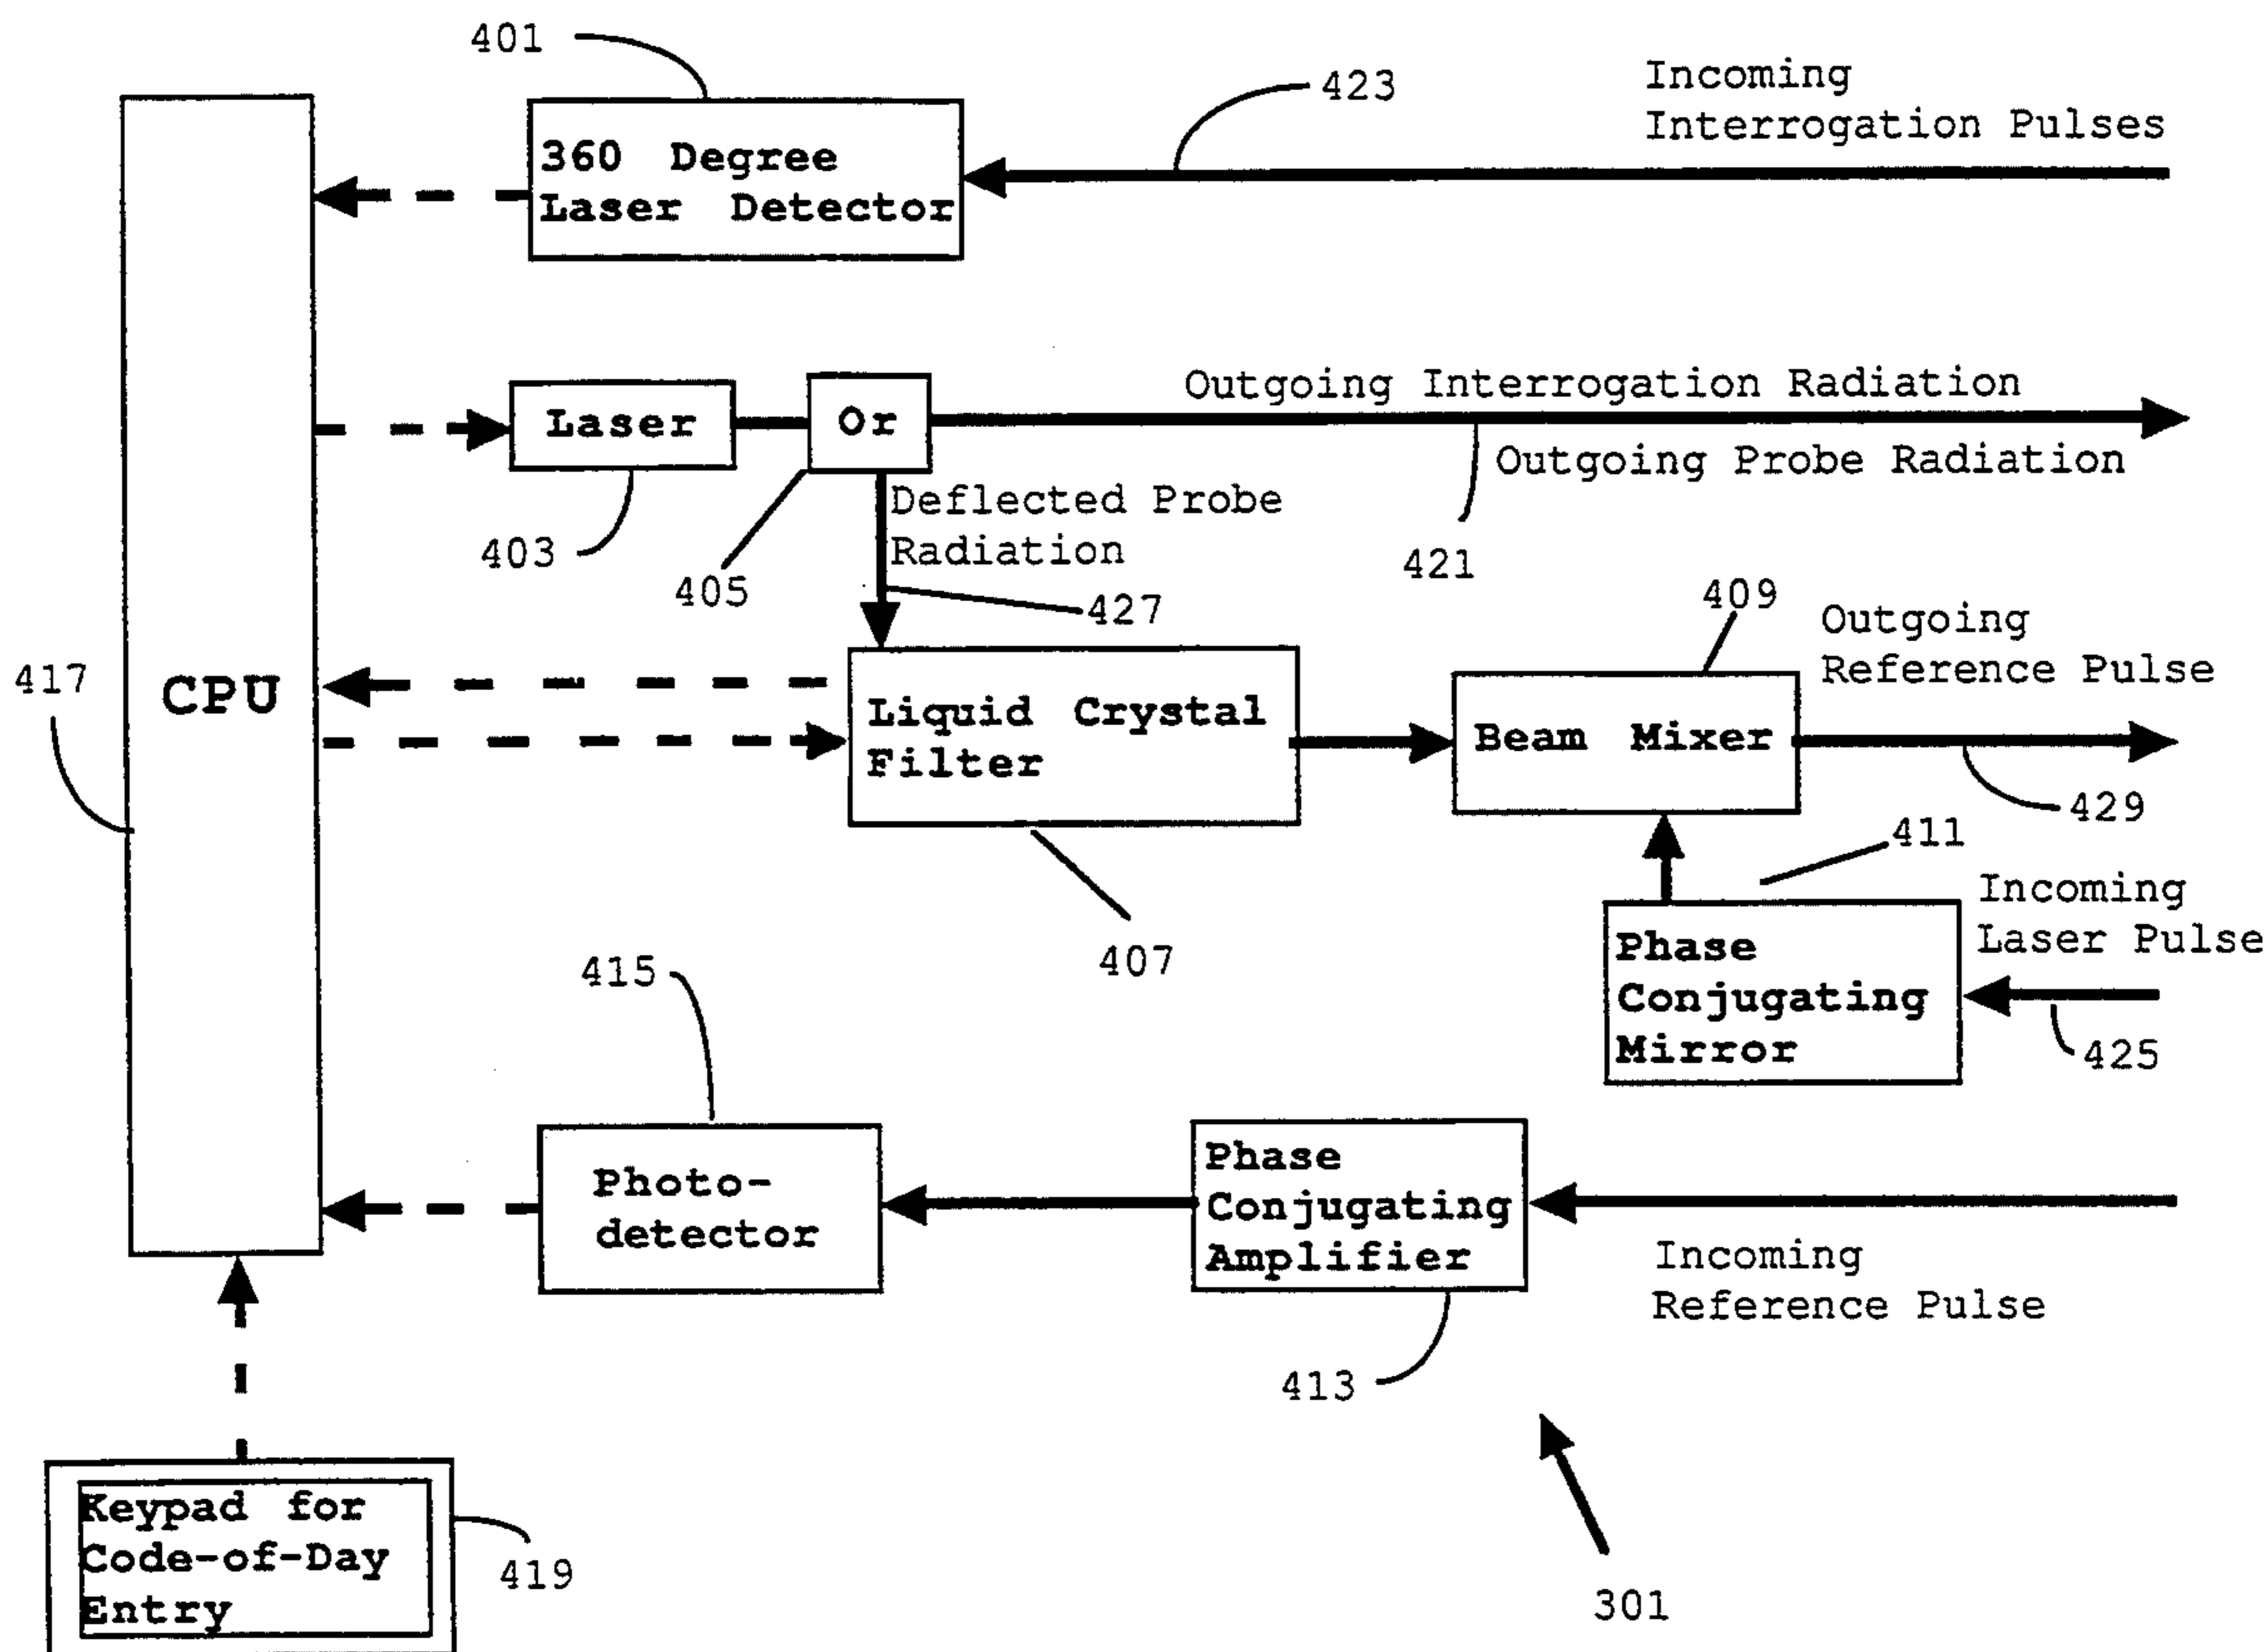 401
423
Incoming
Interrogation Pulses
360 Degree
Laser Detector
Outgoing Interrogation Radiation
Laser
Or
Outgoing Probe Radiation
Deflected Probe
Radiation
403
405
427
421
409
Outgoing
Reference Pulse
417
CPU
Liquid Crystal
Filter
Beam Mixer
429
411
Incoming
Laser Pulse
407
415
Phase
Conjugating
Mirror
425
Photo-
detector
Phase
Conjugating
Amplifier
Incoming
Reference Pulse
413
Keypad for
Code-of-Day
Entry
419
301